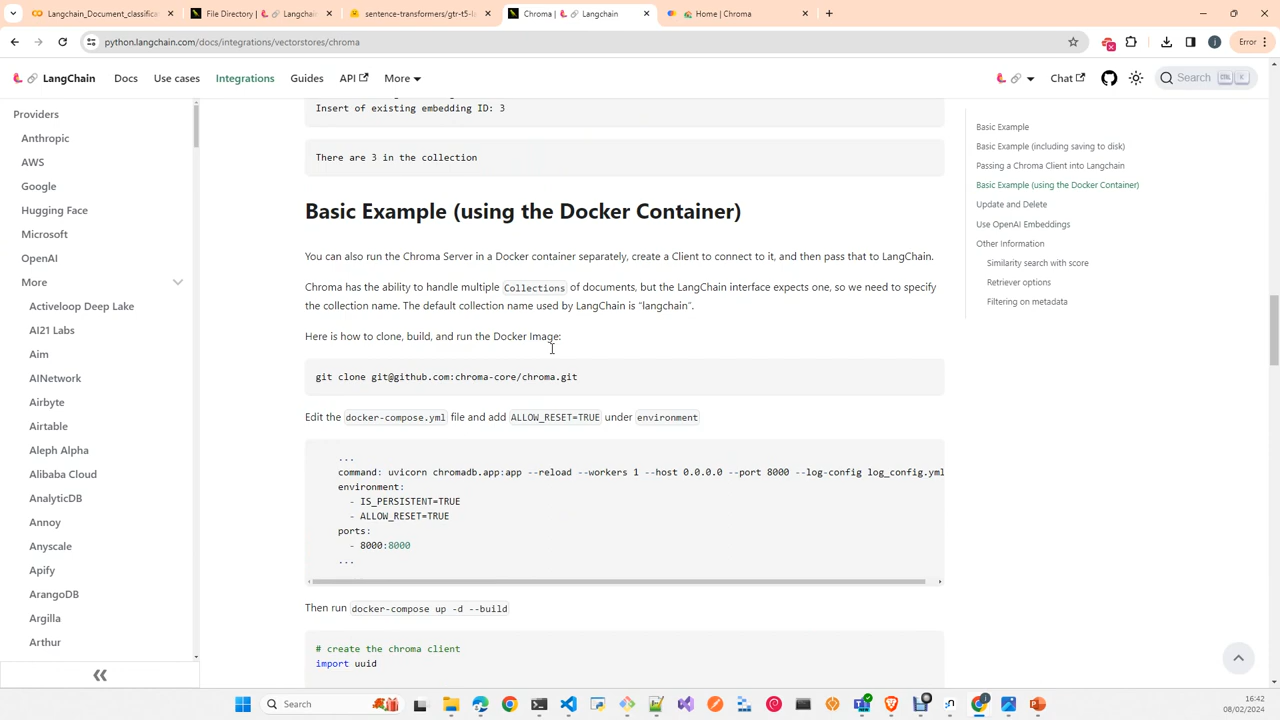 Langchain_Document_classificat
File Directory | 🦜️🔗 Langchain
sentence-transformers/gtr-t5-l
Chroma | 🦜️🔗 Langchain
Home | Chroma
python.langchain.com/docs/integrations/vectorstores/chroma
Error
LangChain
Docs
Use cases
Integrations
Guides
API
More
Chat
Search
Ctrl
K
Providers
Anthropic
AWS
Google
Hugging Face
Microsoft
OpenAI
More
Activeloop Deep Lake
AI21 Labs
Aim
AINetwork
Airbyte
Airtable
Aleph Alpha
Alibaba Cloud
AnalyticDB
Annoy
Anyscale
Apify
ArangoDB
Argilla
Arthur
Insert of existing embedding ID: 3
There are 3 in the collection
Basic Example (using the Docker Container)
You can also run the Chroma Server in a Docker container separately, create a Client to connect to it, and then pass that to LangChain.
Chroma has the ability to handle multiple Collections of documents, but the LangChain interface expects one, so we need to specify
the collection name. The default collection name used by LangChain is “langchain”.
Here is how to clone, build, and run the Docker Image:
git clone git@github.com:chroma-core/chroma.git
Edit the docker-compose.yml file and add ALLOW_RESET=TRUE under environment
...
command: uvicorn chromadb.app:app --reload --workers 1 --host 0.0.0.0 --port 8000 --log-config log_config.yml
environment:
- IS_PERSISTENT=TRUE
- ALLOW_RESET=TRUE
ports:
- 8000:8000
...
Then run docker-compose up -d --build
# create the chroma client
import uuid
Basic Example
Basic Example (including saving to disk)
Passing a Chroma Client into Langchain
Basic Example (using the Docker Container)
Update and Delete
Use OpenAI Embeddings
Other Information
Similarity search with score
Retriever options
Filtering on metadata
Search
16:42
08/02/2024